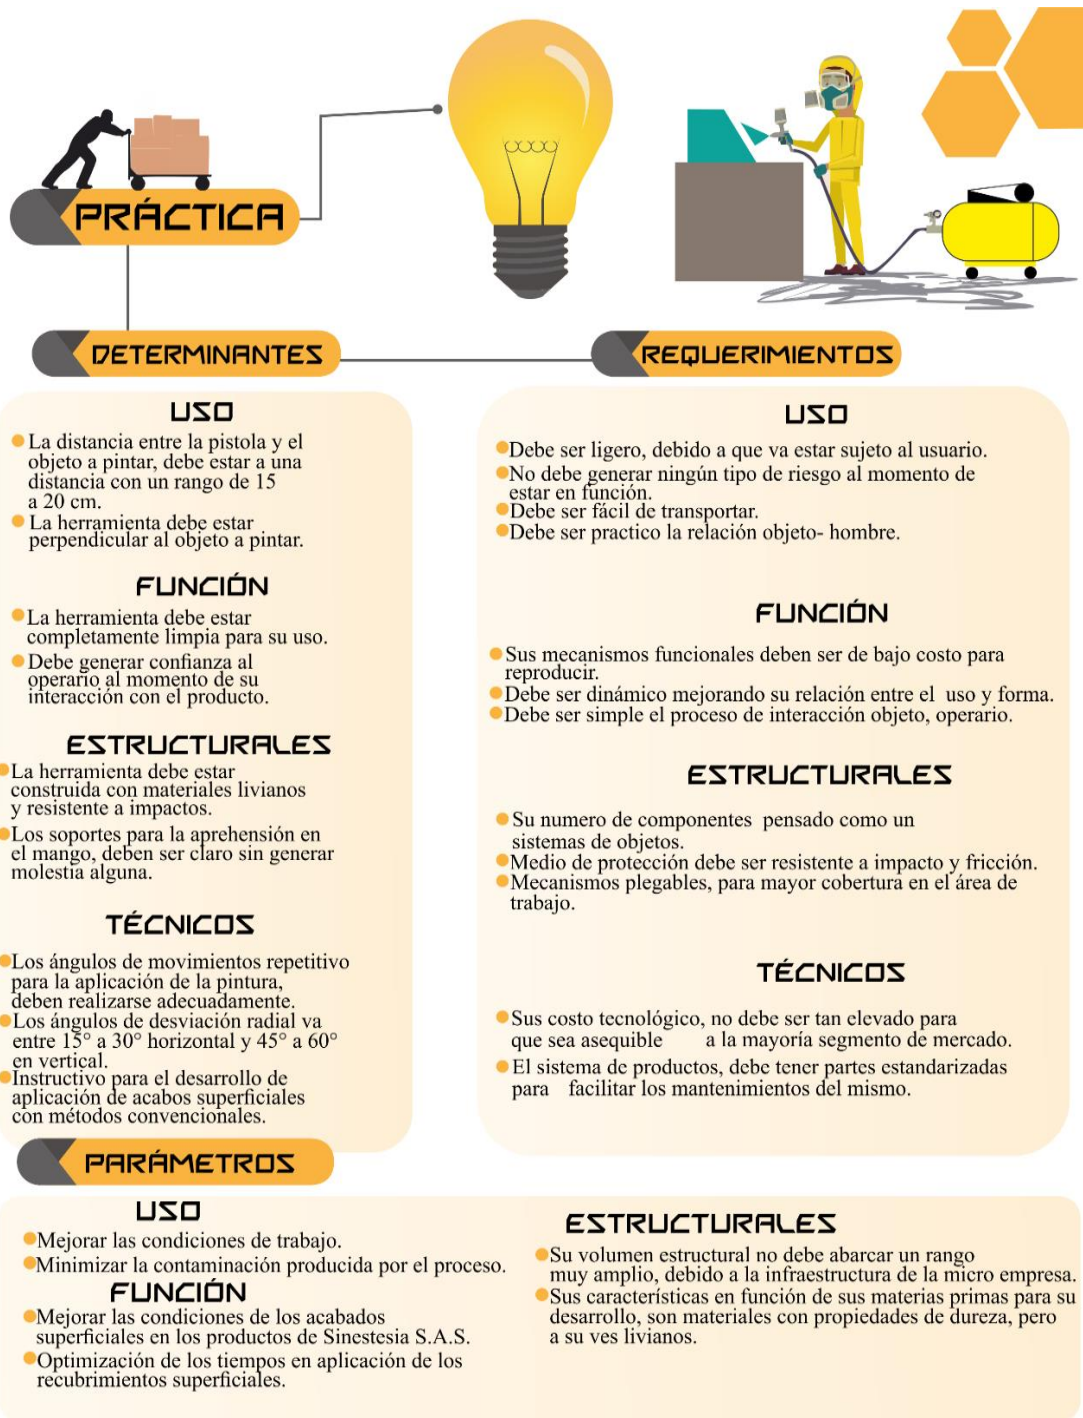 PRÁCTICA
DETERMINANTES
USO
La distancia entre la pistola y el
objeto a pintar, debe estar a una
distancia con un rango de 15
a 20 cm.
La herramienta debe estar
perpendicular al objeto a pintar.
FUNCIÓN
La herramienta debe estar
completamente limpia para su uso.
Debe generar confianza al
operario al momento de su
interacción con el producto.
ESTRUCTURALES
La herramienta debe estar
construida con materiales livianos
y resistente a impactos.
Los soportes para la aprehensión en
el mango, deben ser claro sin generar
molestia alguna.
TÉCNICOS
Los ángulos de movimientos repetitivo
para la aplicación de la pintura,
deben realizarse adecuadamente.
Los ángulos de desviación radial va
entre 15° a 30° horizontal y 45° a 60°
en vertical.
Instructivo para el desarrollo de
aplicación de acabos superficiales
con métodos convencionales.
REQUERIMIENTOS
USO
Debe ser ligero, debido a que va estar sujeto al usuario.
No debe generar ningún tipo de riesgo al momento de
estar en función.
Debe ser fácil de transportar.
Debe ser practico la relación objeto- hombre.
FUNCIÓN
Sus mecanismos funcionales deben ser de bajo costo para
reproducir.
Debe ser dinámico mejorando su relación entre el uso y forma.
Debe ser simple el proceso de interacción objeto, operario.
ESTRUCTURALES
Su numero de componentes pensado como un
sistemas de objetos.
Medio de protección debe ser resistente a impacto y fricción.
Mecanismos plegables, para mayor cobertura en el área de
trabajo.
TÉCNICOS
Sus costo tecnológico, no debe ser tan elevado para
que sea asequible a la mayoría segmento de mercado.
El sistema de productos, debe tener partes estandarizadas
para facilitar los mantenimientos del mismo.
PARÁMETROS
USO
Mejorar las condiciones de trabajo.
Minimizar la contaminación producida por el proceso.
FUNCIÓN
Mejorar las condiciones de los acabados
superficiales en los productos de Sinestesia S.A.S.
Optimización de los tiempos en aplicación de los
recubrimientos superficiales.
ESTRUCTURALES
Su volumen estructural no debe abarcar un rango
muy amplio, debido a la infraestructura de la micro empresa.
Sus características en función de sus materias primas para su
desarrollo, son materiales con propiedades de dureza, pero
a su ves livianos.